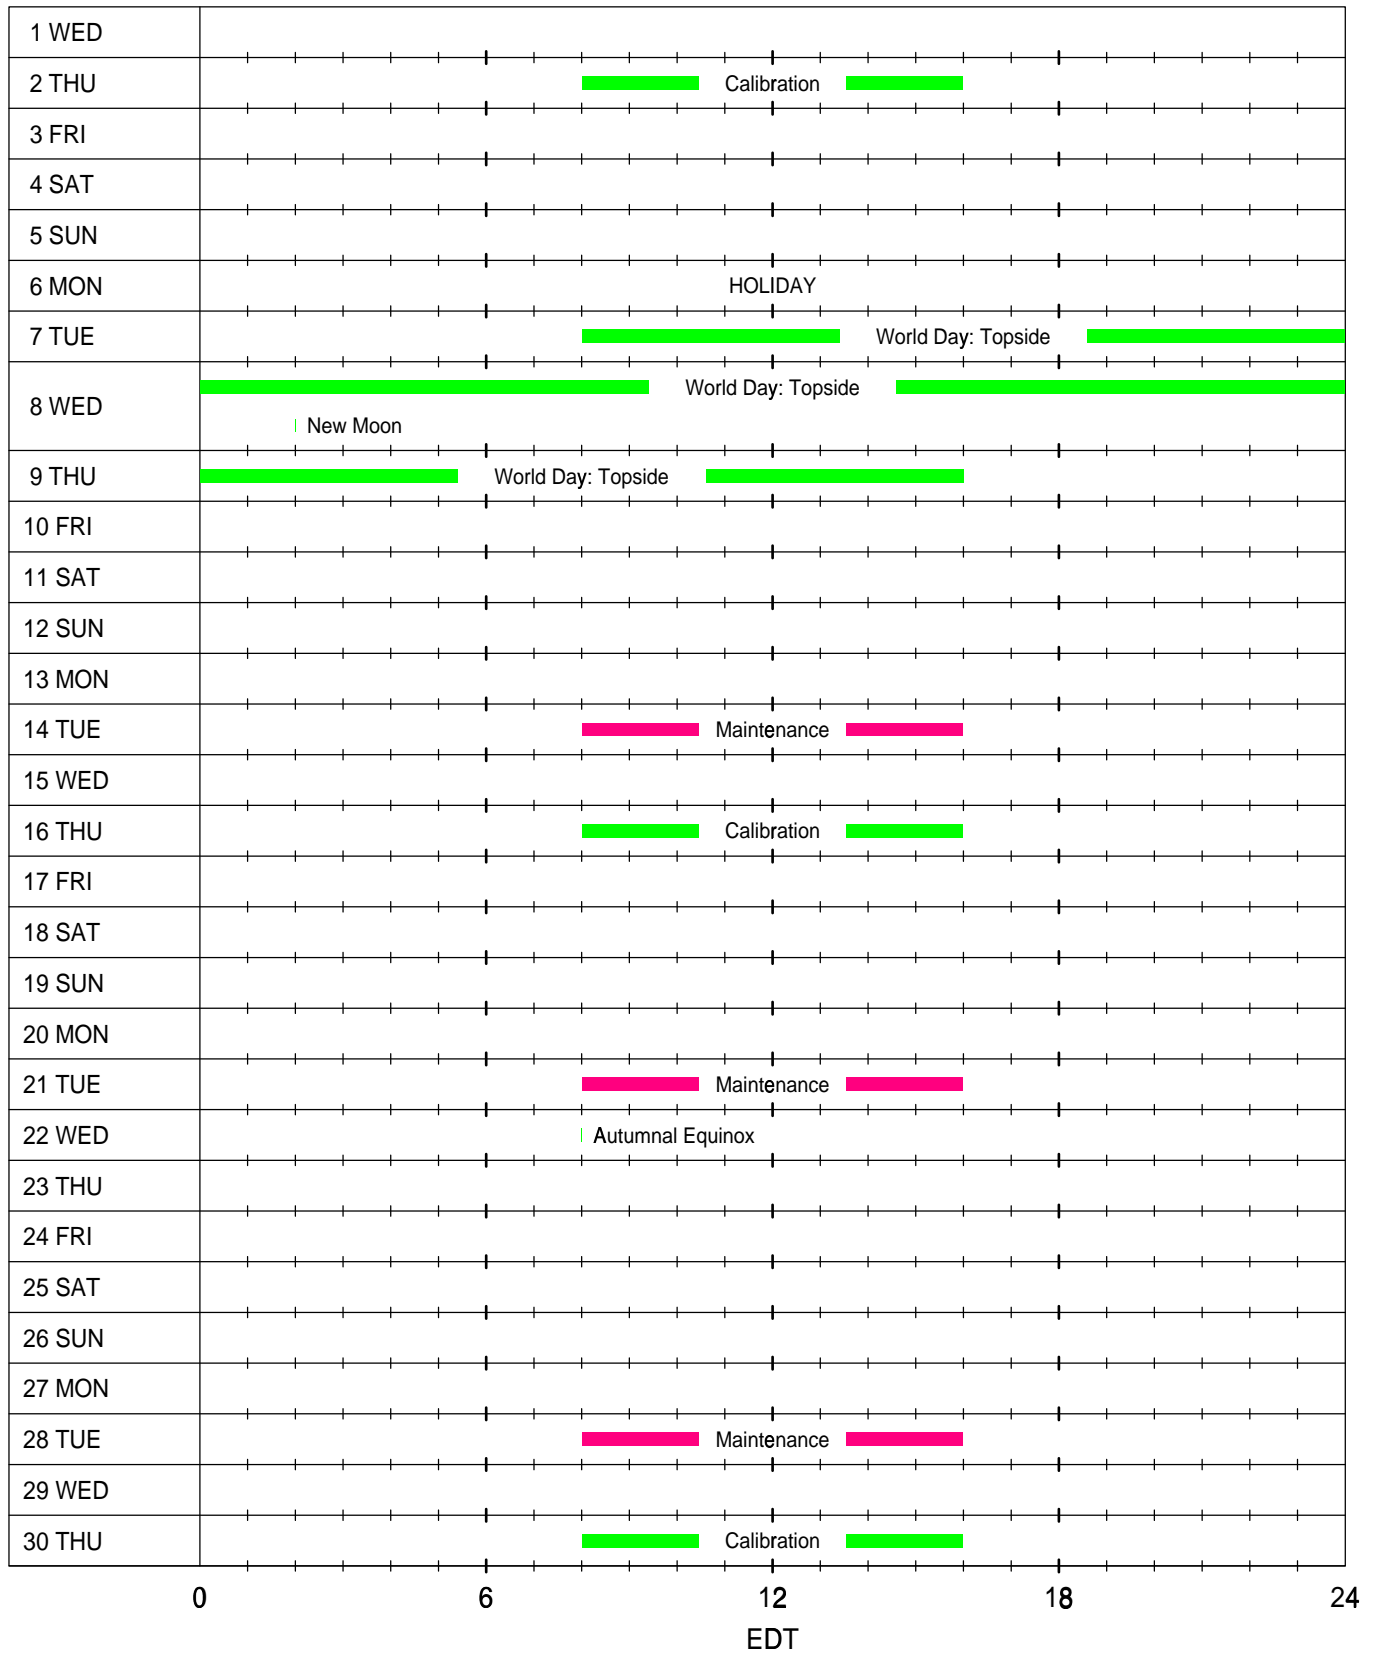 1 WED
2 THU Calibration
3 FRI
4 SAT
5 SUN
6 MON HOLIDAY
7 TUE World Day: Topside
8 WED World Day: Topside
New Moon
9 THU World Day: Topside
10 FRI
11 SAT
12 SUN
13 MON
14 TUE Maintenance
15 WED
16 THU Calibration
17 FRI
18 SAT
19 SUN
20 MON
21 TUE Maintenance
22 WED Autumnal Equinox
23 THU
24 FRI
25 SAT
26 SUN
27 MON
28 TUE Maintenance
29 WED
30 THU Calibration
0 6 12 18 24
EDT